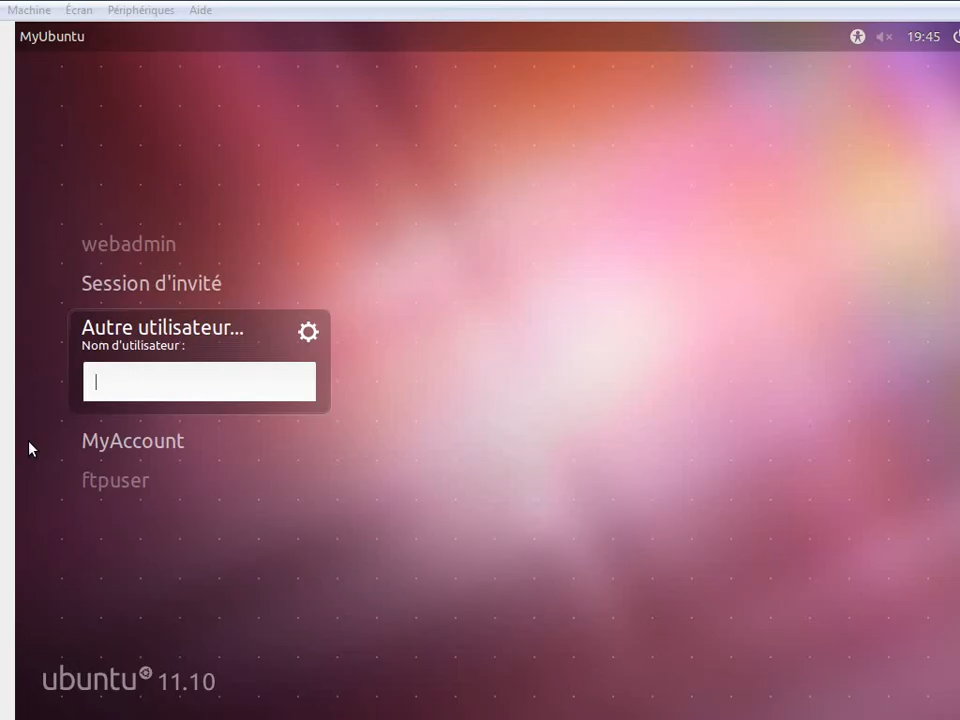 Machine Écran Périphériques Aide
MyUbuntu 19:45
webadmin
Session d'invité
Autre utilisateur...
Nom d'utilisateur :
MyAccount
ftpuser
ubuntu 11.10